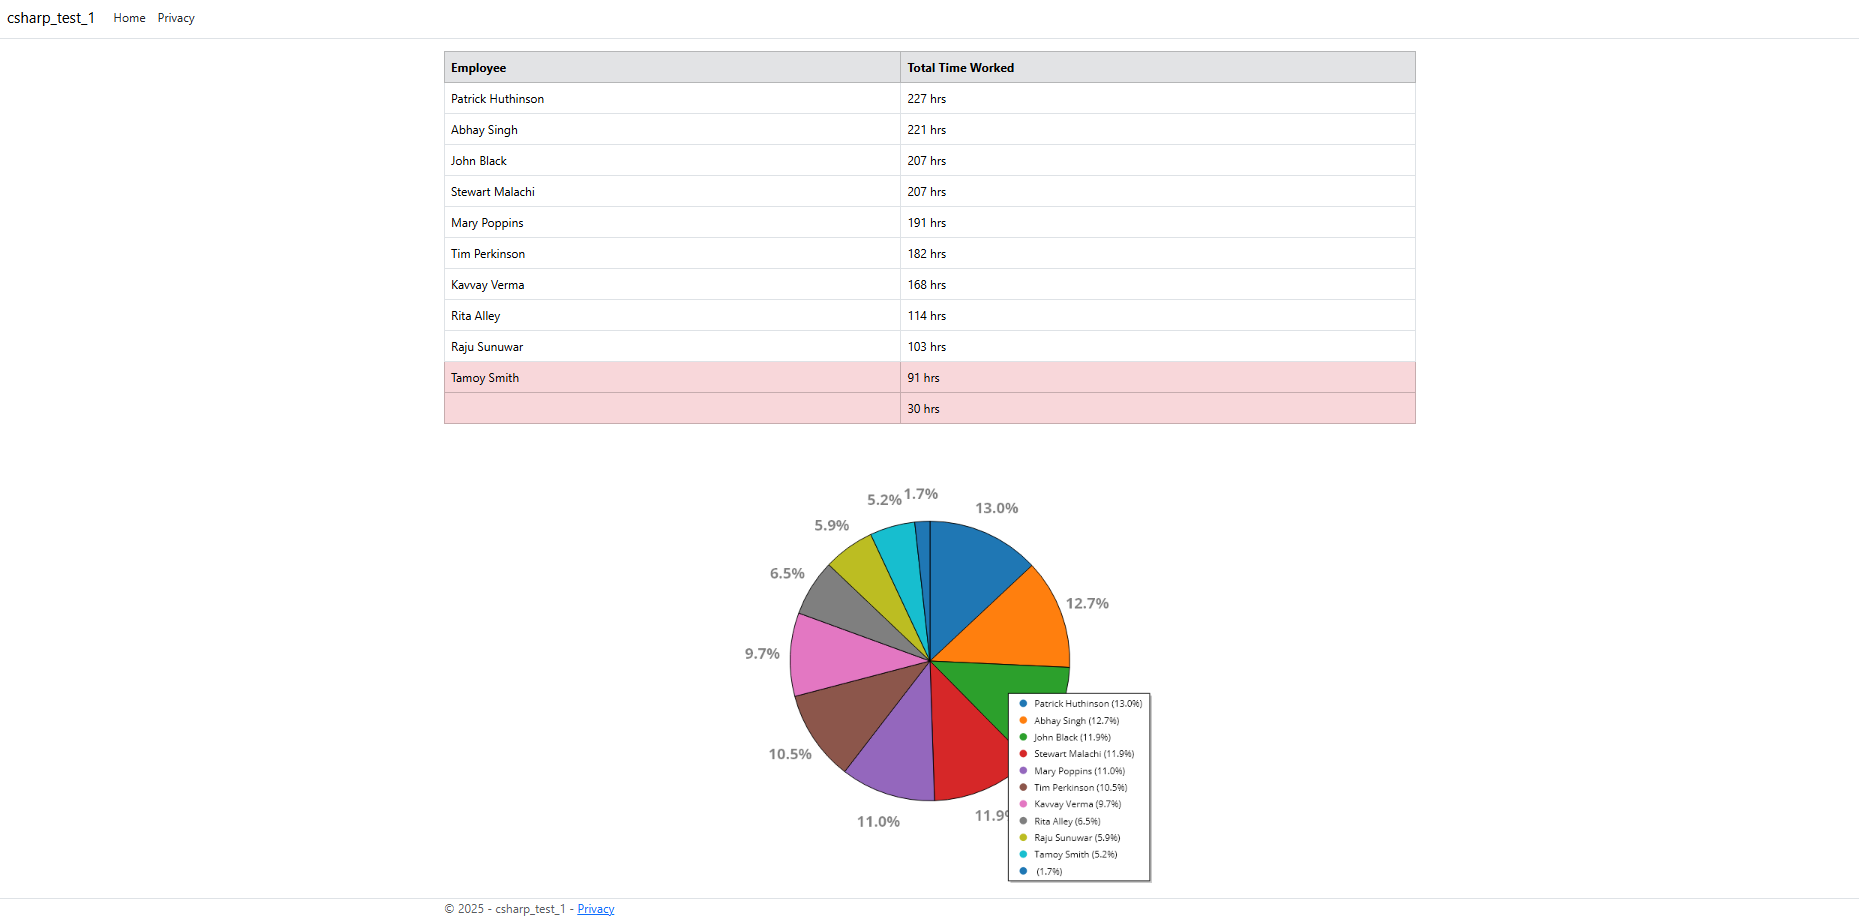 csharp_test_1 Home Privacy
Employee Total Time Worked
Patrick Huthinson 227 hrs
Abhay Singh 221 hrs
John Black 207 hrs
Stewart Malachi 207 hrs
Mary Poppins 191 hrs
Tim Perkinson 182 hrs
Kavvay Verma 168 hrs
Rita Alley 114 hrs
Raju Sunuwar 103 hrs
Tamoy Smith 91 hrs
30 hrs
5.2% 1.7%
13.0%
5.9%
6.5%
12.7%
9.7%
10.5%
11.0%
11.9
Patrick Huthinson (13.0%)
Abhay Singh (12.7%)
John Black (11.9%)
Stewart Malachi (11.9%)
Mary Poppins (11.0%)
Tim Perkinson (10.5%)
Kavvay Verma (9.7%)
Rita Alley (6.5%)
Raju Sunuwar (5.9%)
Tamoy Smith (5.2%)
(1.7%)
© 2025 - csharp_test_1 - Privacy